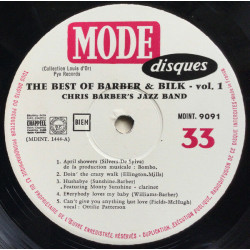 MODE
disques
(Collection Louis d'Or)
Pye Records
THE BEST OF BARBER & BILK - vol. 1
CHRIS BARBER'S JAZZ BAND
MDINT. 9091
BIEM
33
(MDINT. 1444-A)
1. April showers (Silvers-De Sylva)
de la production musicale : Bombo.
2. Doin' the crazy walk (Ellington-Mills)
3. Hushabye (Sunshine-Barber)
featuring Monty Sunshine - clarinet
4. Everybody loves my baby (Williams-Barber)
5. Can't give you anything but love (Fields-McHugh)
vocal : Ottilie Patterson